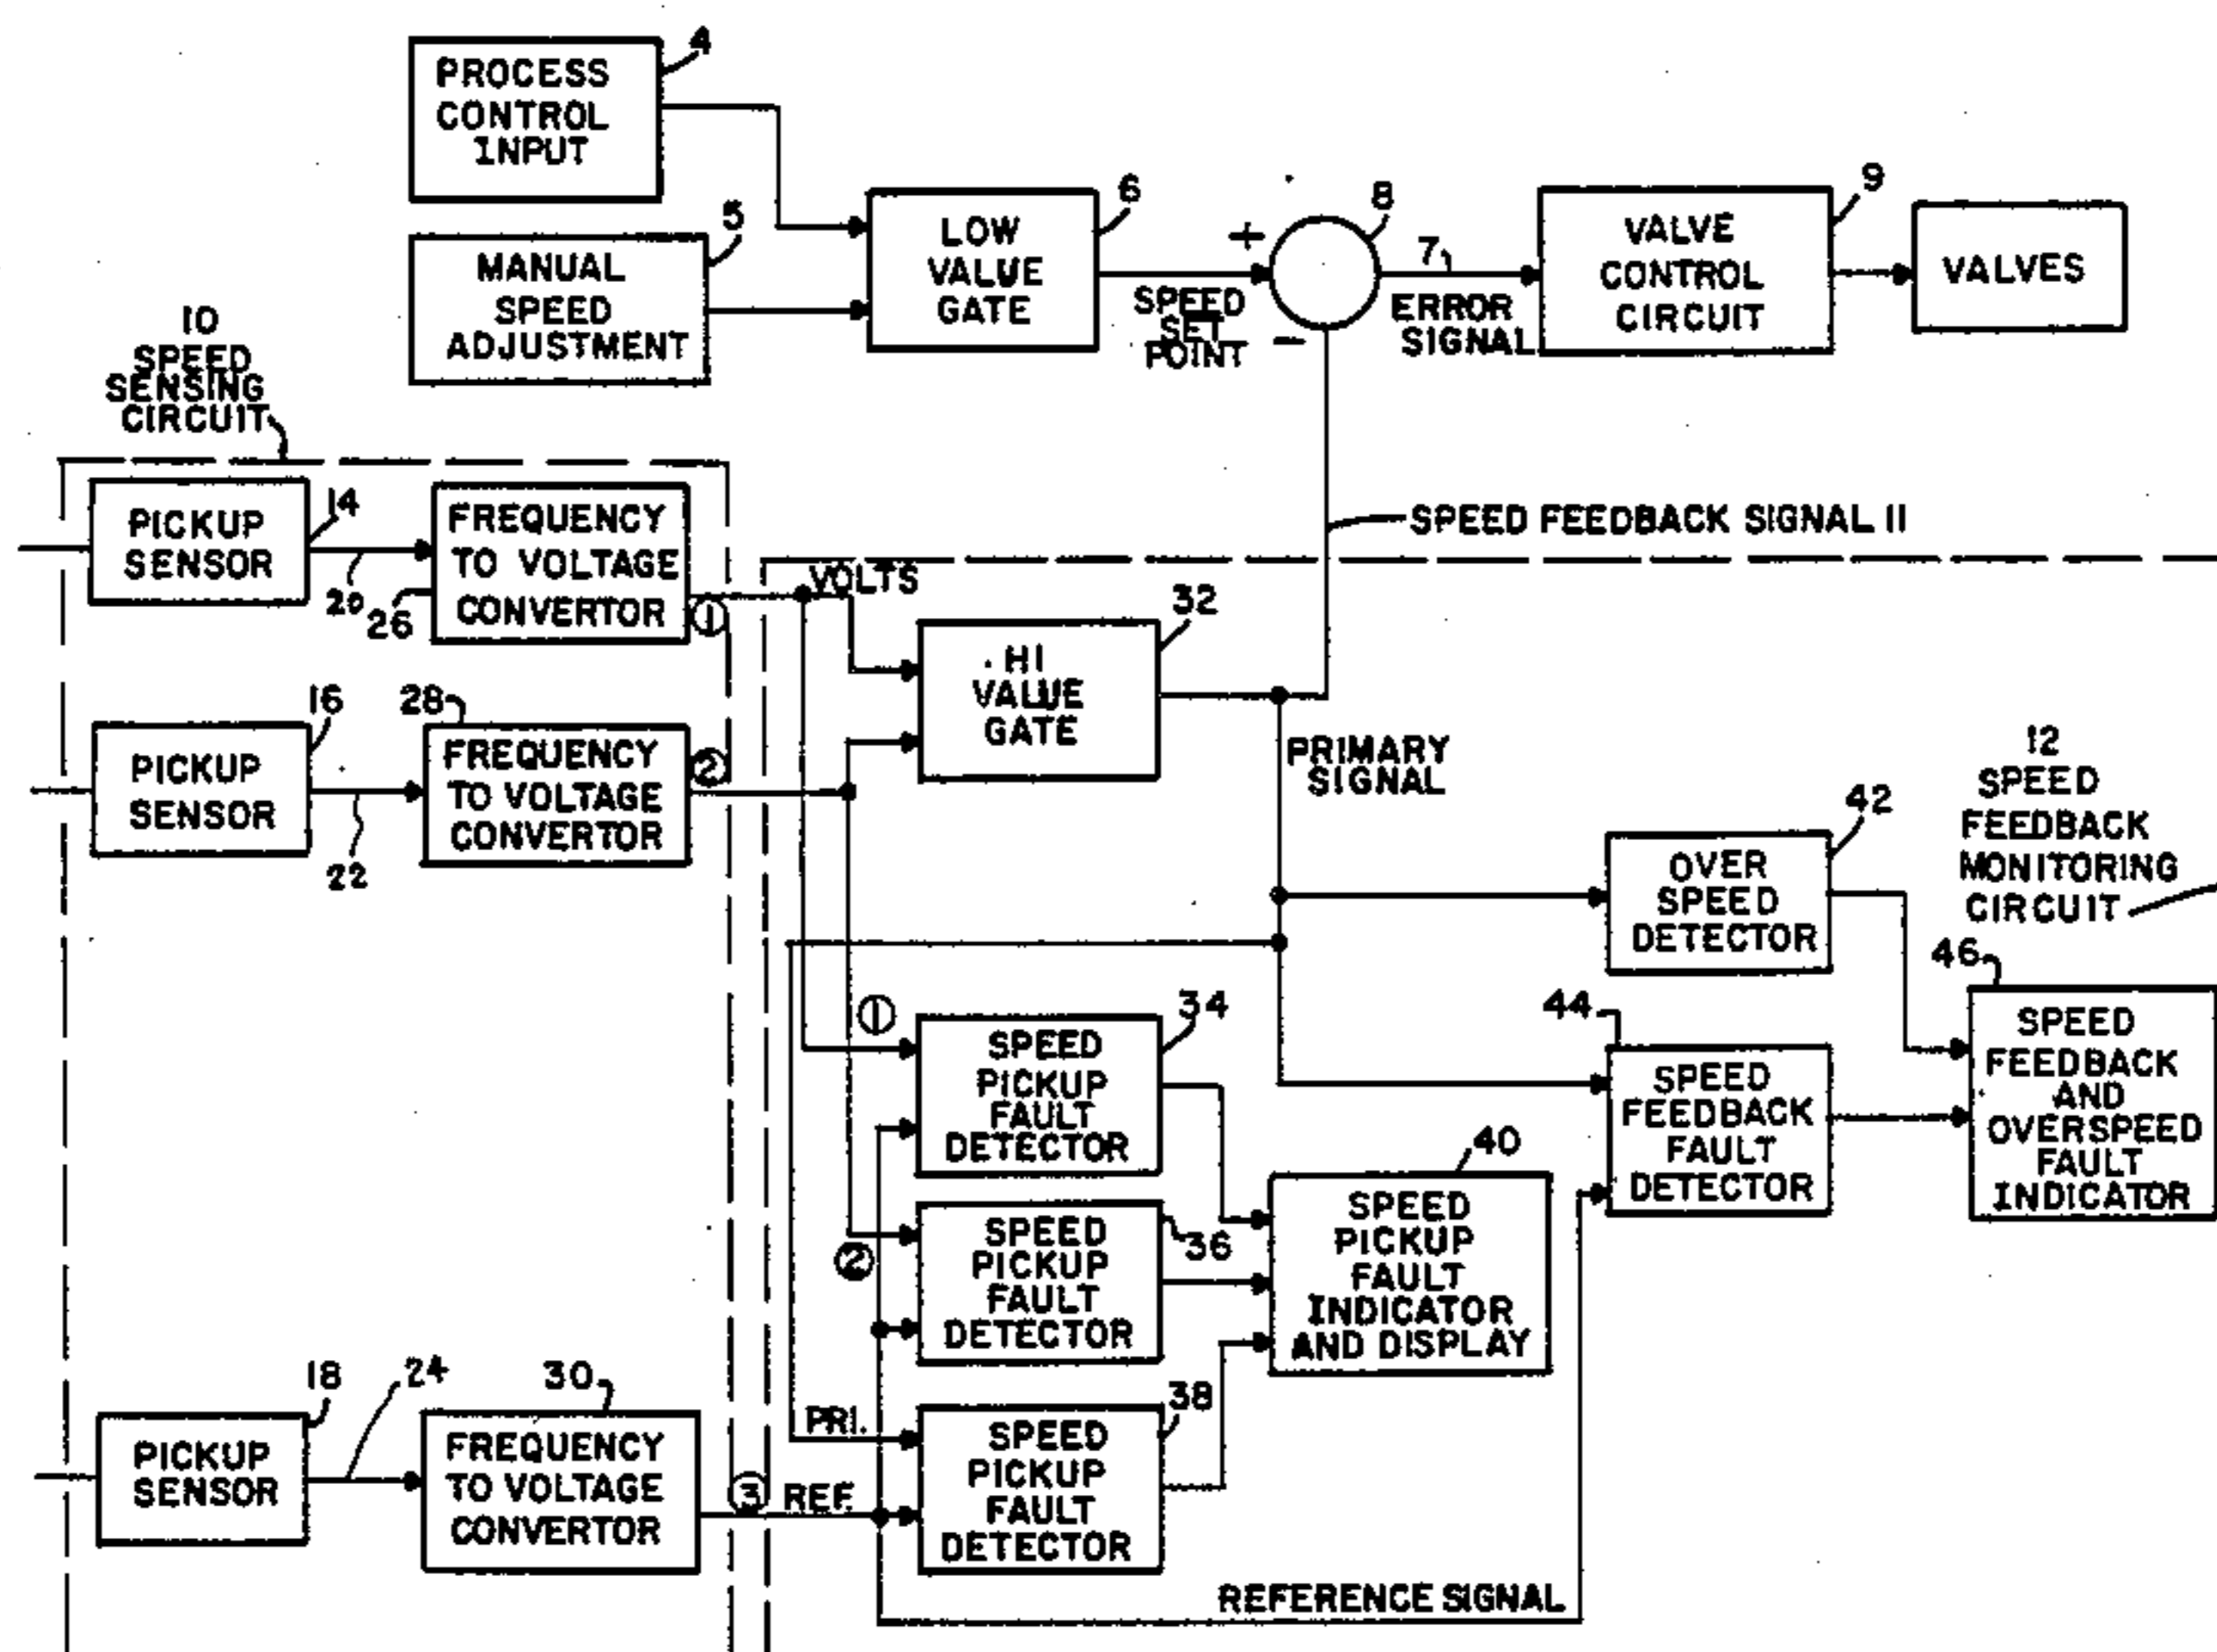 4
PROCESS
CONTROL
INPUT
5
MANUAL
SPEED
ADJUSTMENT
6
LOW
VALUE
GATE
+
SPEED
SET
POINT
-
8
7
ERROR
SIGNAL
9
VALVE
CONTROL
CIRCUIT
VALVES
10
SPEED
SENSING
CIRCUIT
PICKUP
SENSOR
14
20
26
FREQUENCY
TO VOLTAGE
CONVERTOR
①
VOLTS
SPEED FEEDBACK SIGNAL 11
PICKUP
SENSOR
16
22
28
FREQUENCY
TO VOLTAGE
CONVERTOR
②
HI
VALUE
GATE
32
PRIMARY
SIGNAL
OVER
SPEED
DETECTOR
42
12
SPEED
FEEDBACK
MONITORING
CIRCUIT
①
SPEED
PICKUP
FAULT
DETECTOR
34
②
SPEED
PICKUP
FAULT
DETECTOR
36
PRI.
SPEED
PICKUP
FAULT
DETECTOR
38
40
SPEED
PICKUP
FAULT
INDICATOR
AND DISPLAY
44
SPEED
FEEDBACK
FAULT
DETECTOR
46
SPEED
FEEDBACK
AND
OVERSPEED
FAULT
INDICATOR
PICKUP
SENSOR
18
24
30
FREQUENCY
TO VOLTAGE
CONVERTOR
③
REF.
REFERENCE SIGNAL